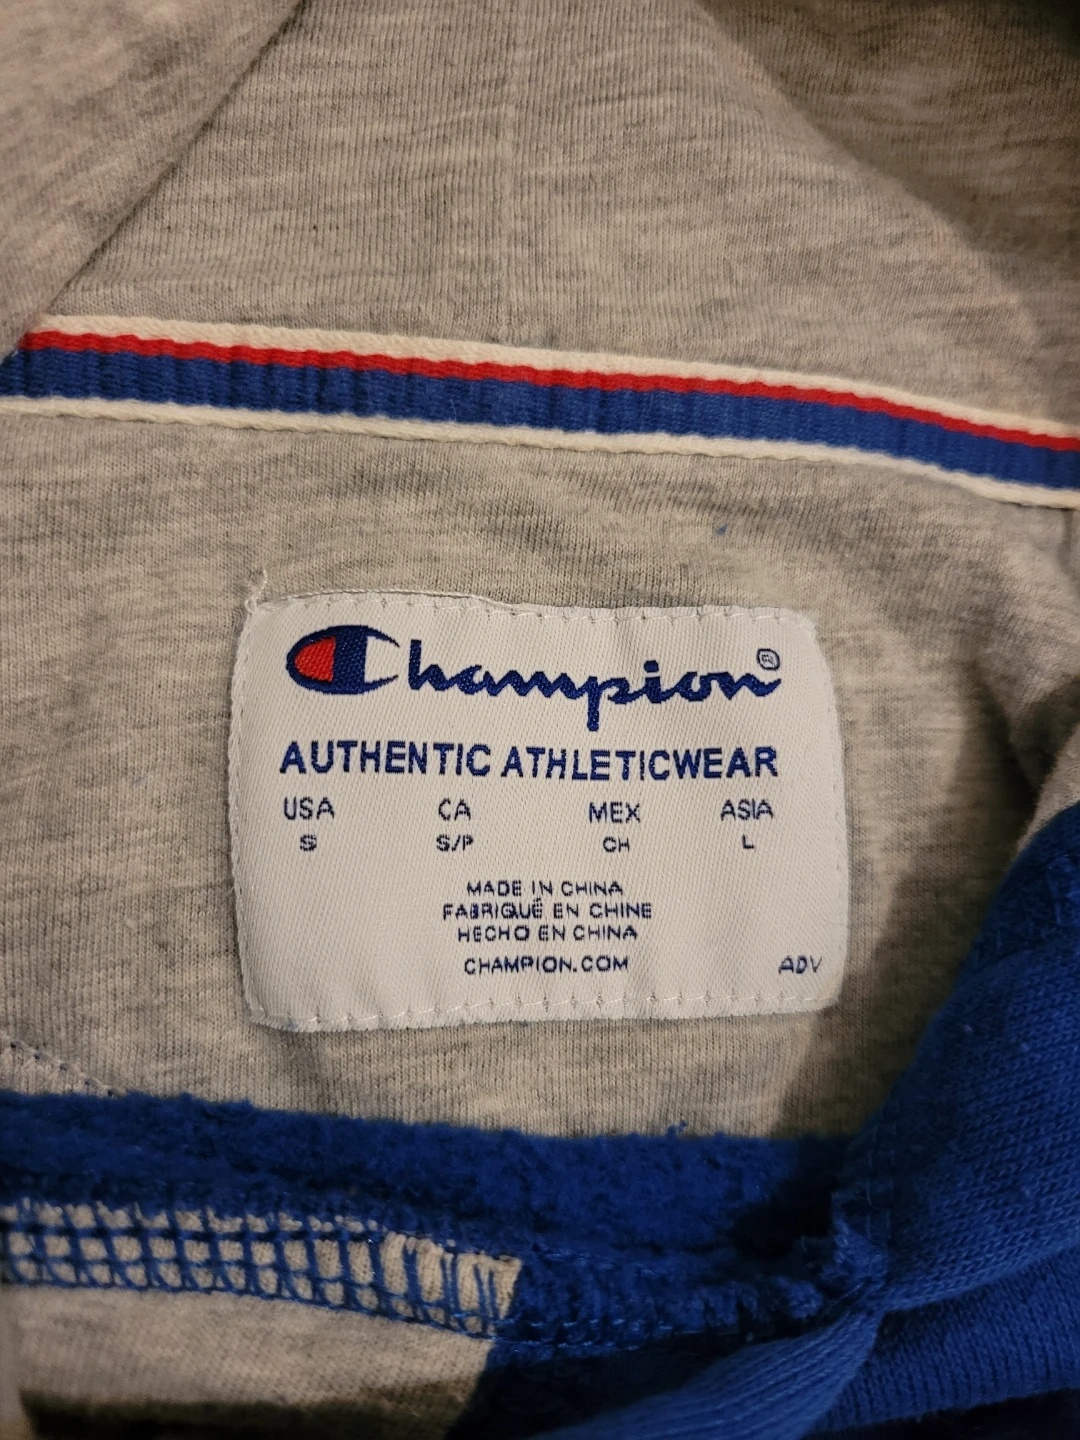 Champion®
AUTHENTIC ATHLETICWEAR
USA CA MEX ASIA
S S/P CH L
MADE IN CHINA
FABRIQUÉ EN CHINE
HECHO EN CHINA
CHAMPION.COM ADV